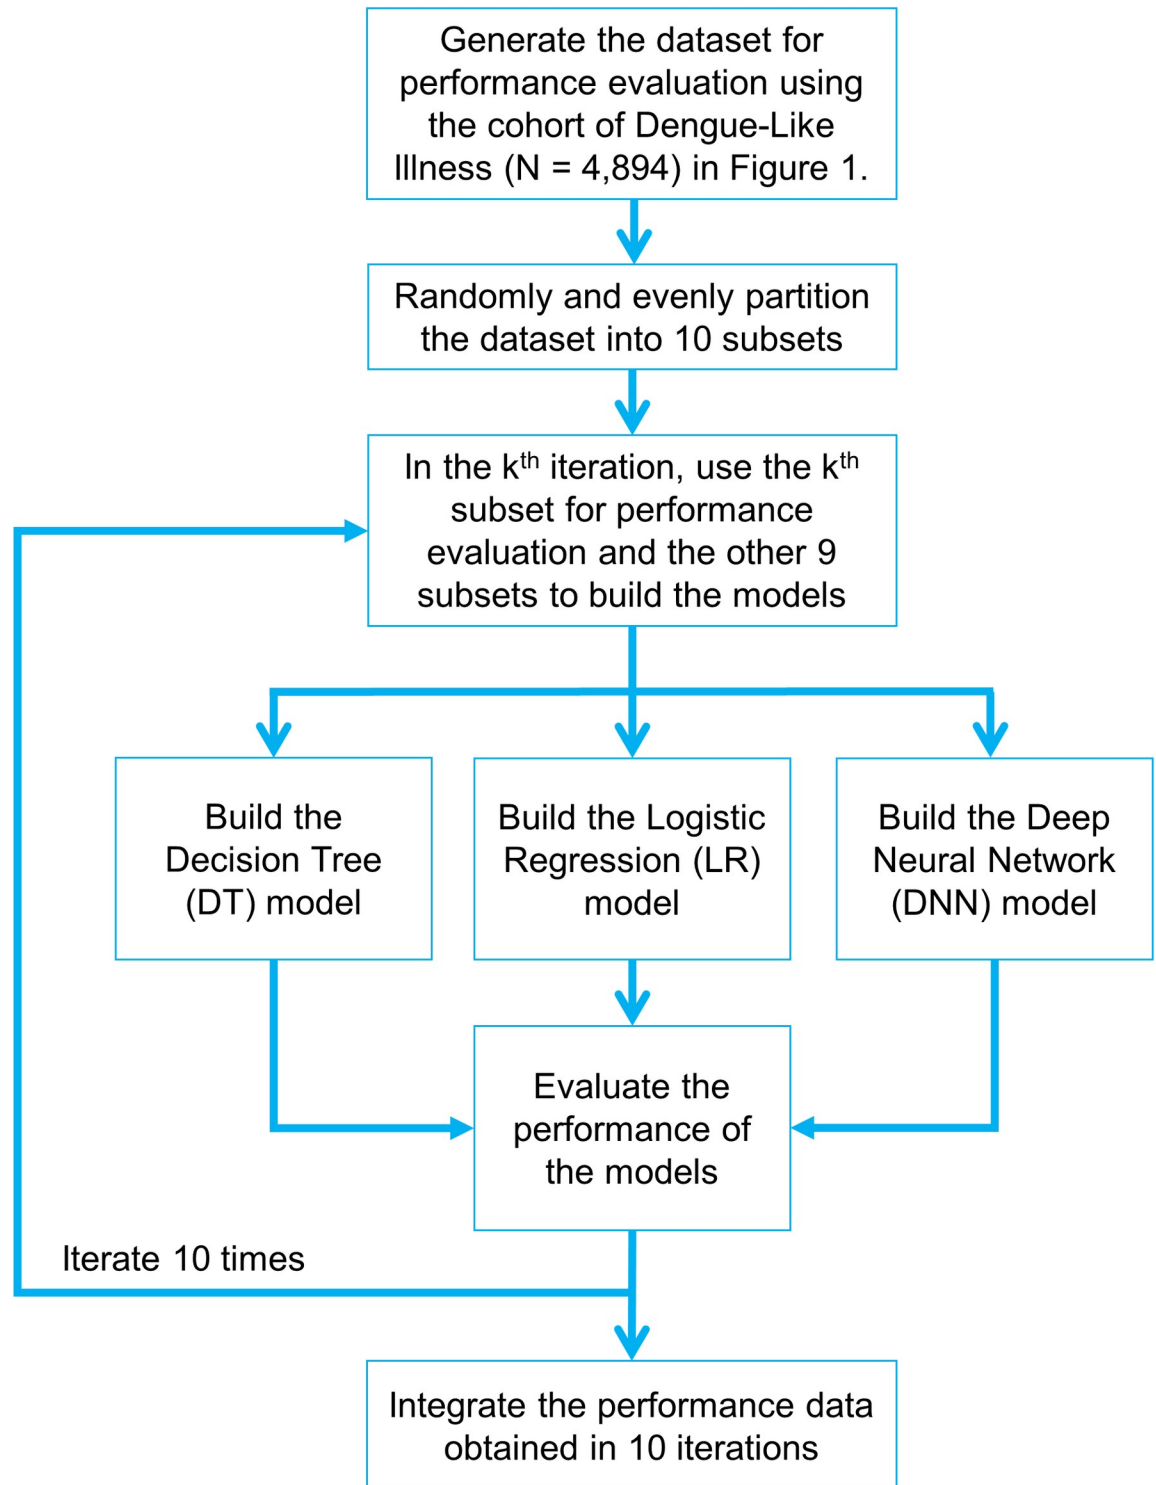 Generate the dataset for
performance evaluation using
the cohort of Dengue-Like
Illness (N = 4,894) in Figure 1.
Randomly and evenly partition
the dataset into 10 subsets
In the kth iteration, use the kth
subset for performance
evaluation and the other 9
subsets to build the models
Build the
Decision Tree
(DT) model
Build the Logistic
Regression (LR)
model
Build the Deep
Neural Network
(DNN) model
Evaluate the
performance of
the models
Iterate 10 times
Integrate the performance data
obtained in 10 iterations